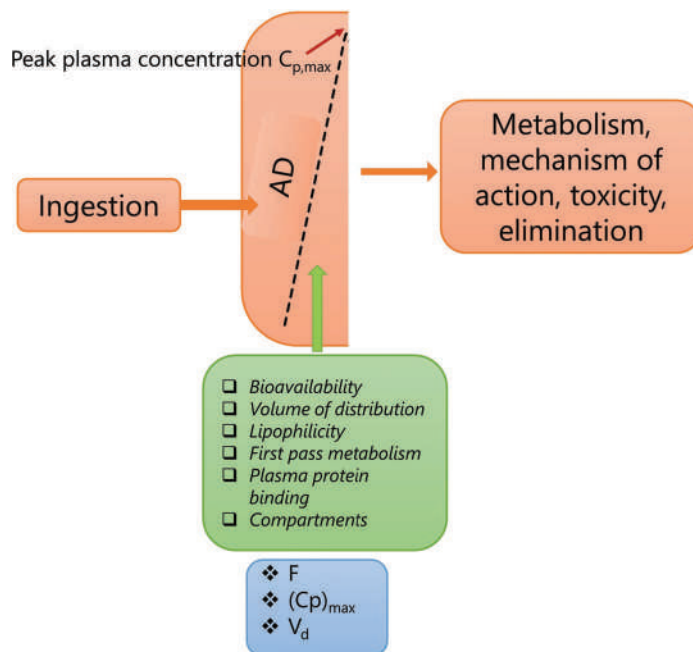 Peak plasma concentration Cp,max
Ingestion
AD
Metabolism,
mechanism of
action, toxicity,
elimination
❑ Bioavailability
❑ Volume of distribution
❑ Lipophilicity
❑ First pass metabolism
❑ Plasma protein
binding
❑ Compartments
❖ F
❖ (Cp)max
❖ Vd